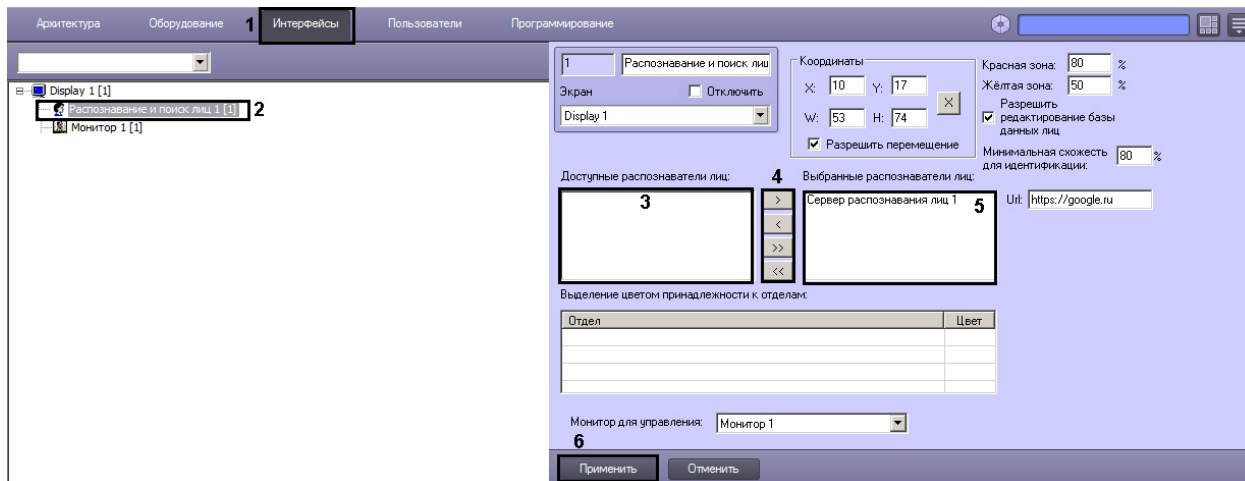 Архитектура Оборудование 1 Интерфейсы Пользователи Программирование
Display 1 [1]
Распознавание и поиск лиц 1 [1] 2
Монитор 1 [1]
1 Распознавание и поиск лиц
Экран Отключить
Display 1
Координаты
X: 10 Y: 17 X
W: 53 H: 74
Разрешить перемещение
Красная зона: 80 %
Жёлтая зона: 50 %
Разрешить
редактирование базы
данных лиц
Минимальная схожесть 80 %
для идентификации:
Доступные распознаватели лиц: 4 Выбранные распознаватели лиц:
3 > Сервер распознавания лиц 1 5 Url: https://google.ru
<
>>
<<
Выделение цветом принадлежности к отделам:
Отдел Цвет
Монитор для управления: Монитор 1
6
Применить Отменить